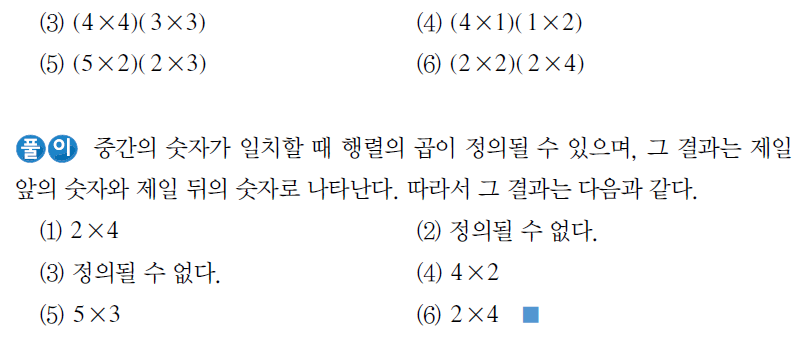 (3) (4×4)(3×3) (4) (4×1)(1×2)
(5) (5×2)(2×3) (6) (2×2)(2×4)
풀이 중간의 숫자가 일치할 때 행렬의 곱이 정의될 수 있으며, 그 결과는 제일
앞의 숫자와 제일 뒤의 숫자로 나타난다. 따라서 그 결과는 다음과 같다.
(1) 2×4 (2) 정의될 수 없다.
(3) 정의될 수 없다. (4) 4×2
(5) 5×3 (6) 2×4 ■